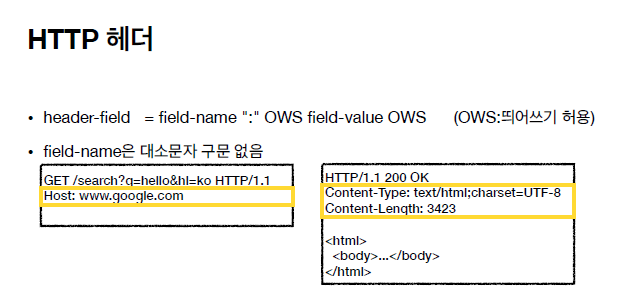 HTTP 헤더
• header-field = field-name ":" OWS field-value OWS (OWS:띄어쓰기 허용)
• field-name은 대소문자 구문 없음
GET /search?q=hello&hl=ko HTTP/1.1
Host: www.google.com
HTTP/1.1 200 OK
Content-Type: text/html;charset=UTF-8
Content-Length: 3423
<html>
<body>...</body>
</html>